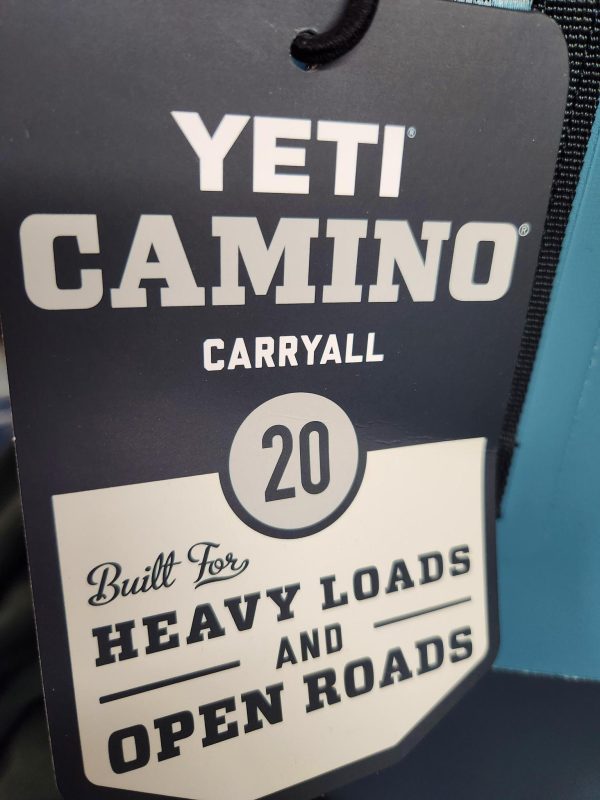 YETI®
CAMINO®
CARRYALL
20
Built For
HEAVY LOADS
AND
OPEN ROADS